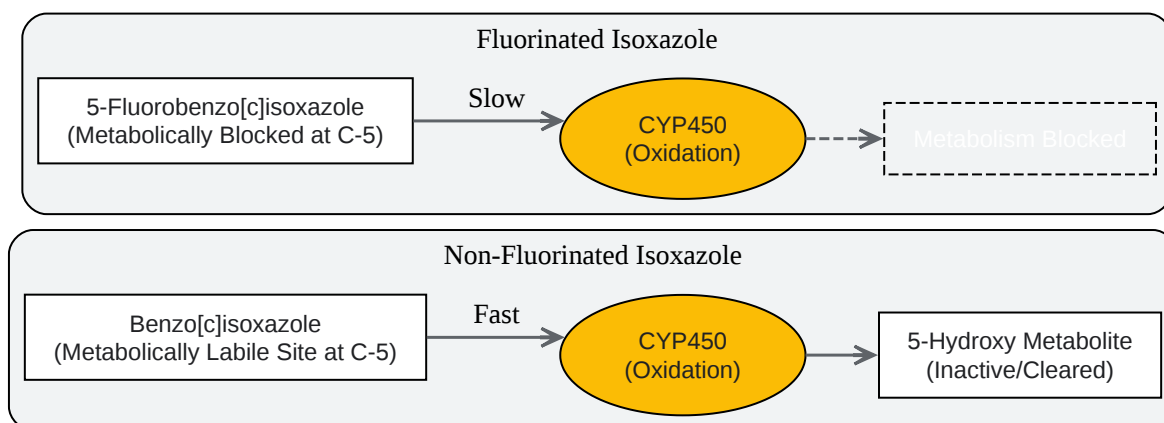 Fluorinated Isoxazole
5-Fluorobenzo[c]isoxazole
(Metabolically Blocked at C-5)
Slow
CYP450
(Oxidation)
Metabolism Blocked
Non-Fluorinated Isoxazole
Benzo[c]isoxazole
(Metabolically Labile Site at C-5)
Fast
CYP450
(Oxidation)
5-Hydroxy Metabolite
(Inactive/Cleared)